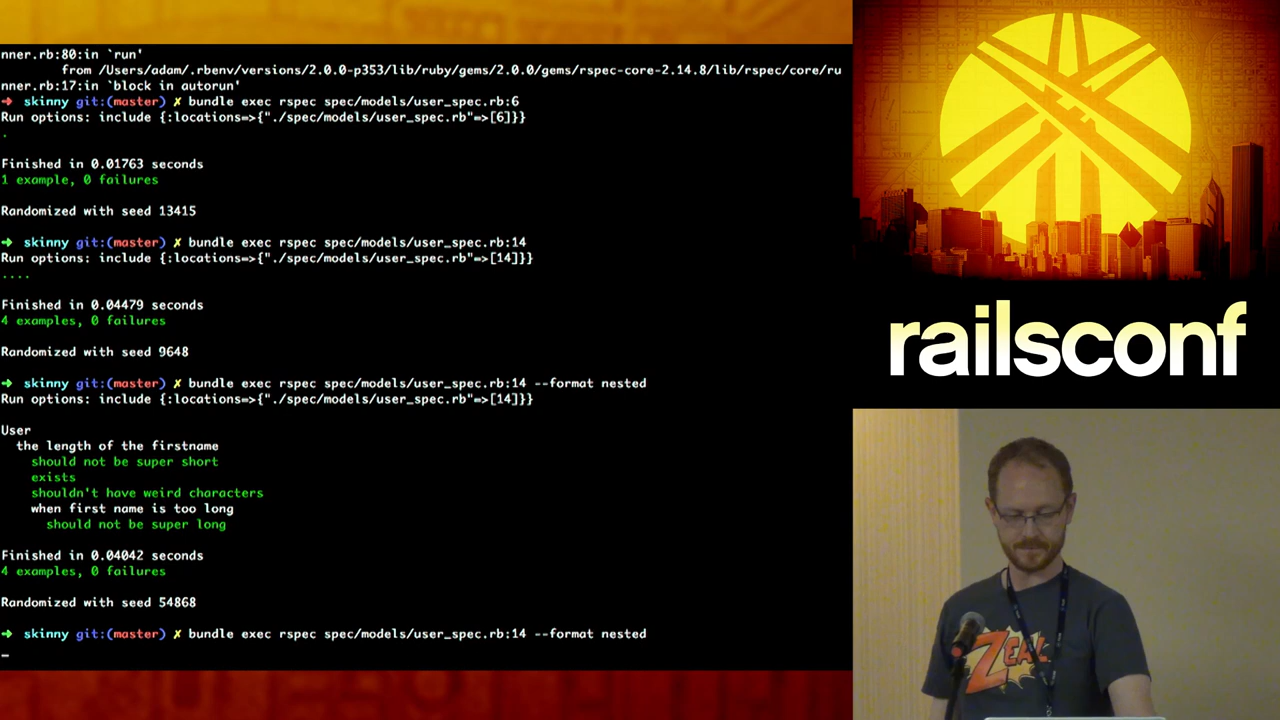 nner.rb:80:in `run'
from /Users/adam/.rbenv/versions/2.0.0-p353/lib/ruby/gems/2.0.0/gems/rspec-core-2.14.8/lib/rspec/core/ru
nner.rb:17:in `block in autorun'
➜ skinny git:(master) ✗ bundle exec rspec spec/models/user_spec.rb:6
Run options: include {:locations=>{"./spec/models/user_spec.rb"=>[6]}}
.
Finished in 0.01763 seconds
1 example, 0 failures
Randomized with seed 13415
➜ skinny git:(master) ✗ bundle exec rspec spec/models/user_spec.rb:14
Run options: include {:locations=>{"./spec/models/user_spec.rb"=>[14]}}
....
Finished in 0.04479 seconds
4 examples, 0 failures
Randomized with seed 9648
➜ skinny git:(master) ✗ bundle exec rspec spec/models/user_spec.rb:14 --format nested
Run options: include {:locations=>{"./spec/models/user_spec.rb"=>[14]}}
User
the length of the firstname
should not be super short
exists
shouldn't have weird characters
when first name is too long
should not be super long
Finished in 0.04042 seconds
4 examples, 0 failures
Randomized with seed 54868
➜ skinny git:(master) ✗ bundle exec rspec spec/models/user_spec.rb:14 --format nested
railsconf
ZEAL